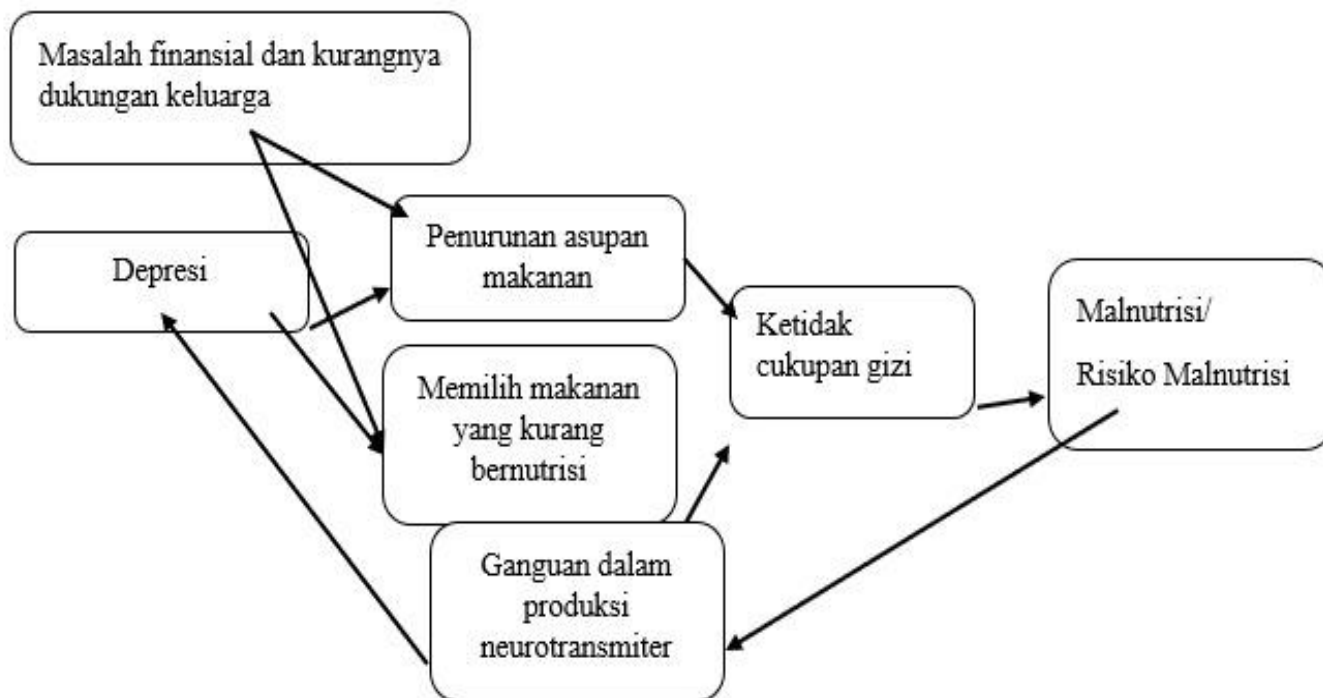 Masalah finansial dan kurangnya
dukungan keluarga
Depresi
Penurunan asupan
makanan
Memilih makanan
yang kurang
bernutrisi
Ganguan dalam
produksi
neurotransmiter
Ketidak
cukupan gizi
Malnutrisi/
Risiko Malnutrisi